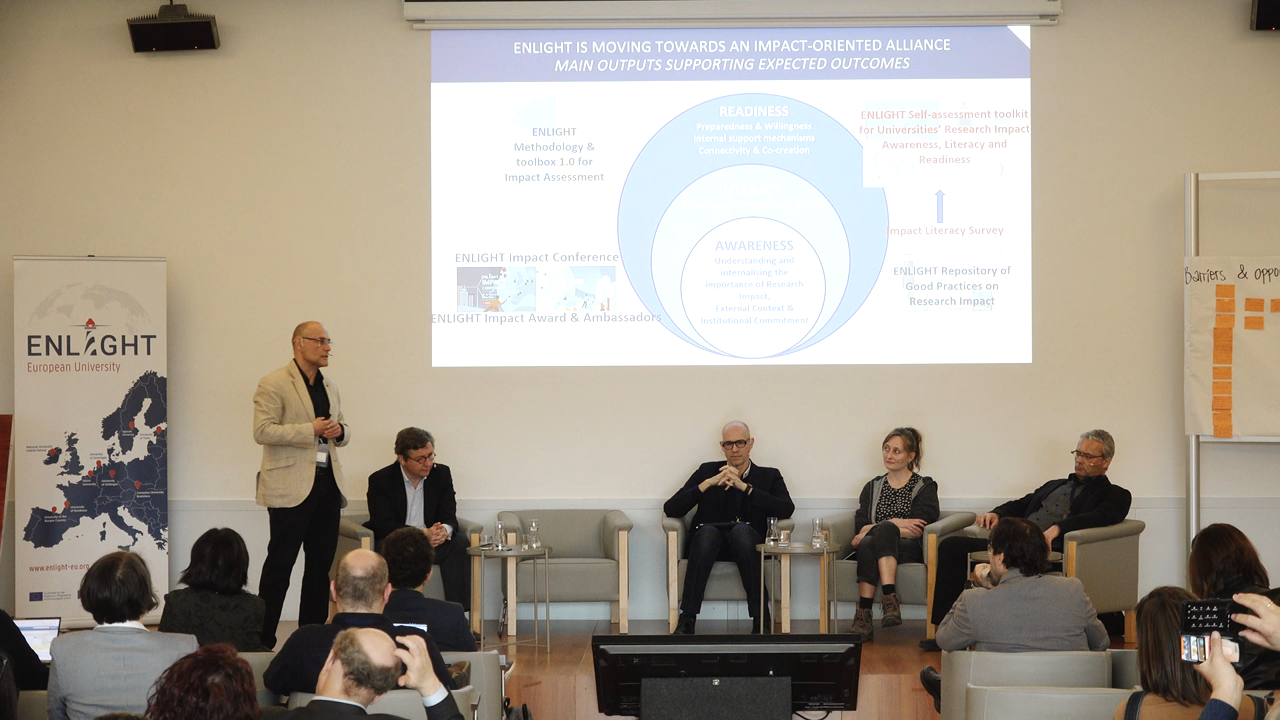 ENLIGHT IS MOVING TOWARDS AN IMPACT-ORIENTED ALLIANCE
MAIN OUTPUTS SUPPORTING EXPECTED OUTCOMES
ENLIGHT
Methodology &
toolbox 1.0 for
Impact Assessment
READINESS
Preparedness & Willingness
Internal support mechanisms
Connectivity & Co-creation
ENLIGHT Self-assessment toolkit
for Universities' Research Impact
Awareness, Literacy and
Readiness
Impact Literacy Survey
AWARENESS
Understanding and
internalising the
importance of Research
Impact,
External Context &
Institutional Commitment
ENLIGHT Impact Conference
ENLIGHT Impact Award & Ambassadors
ENLIGHT Repository of
Good Practices on
Research Impact
ENLIGHT
European University
www.enlight-eu.org
Barriers & oppo